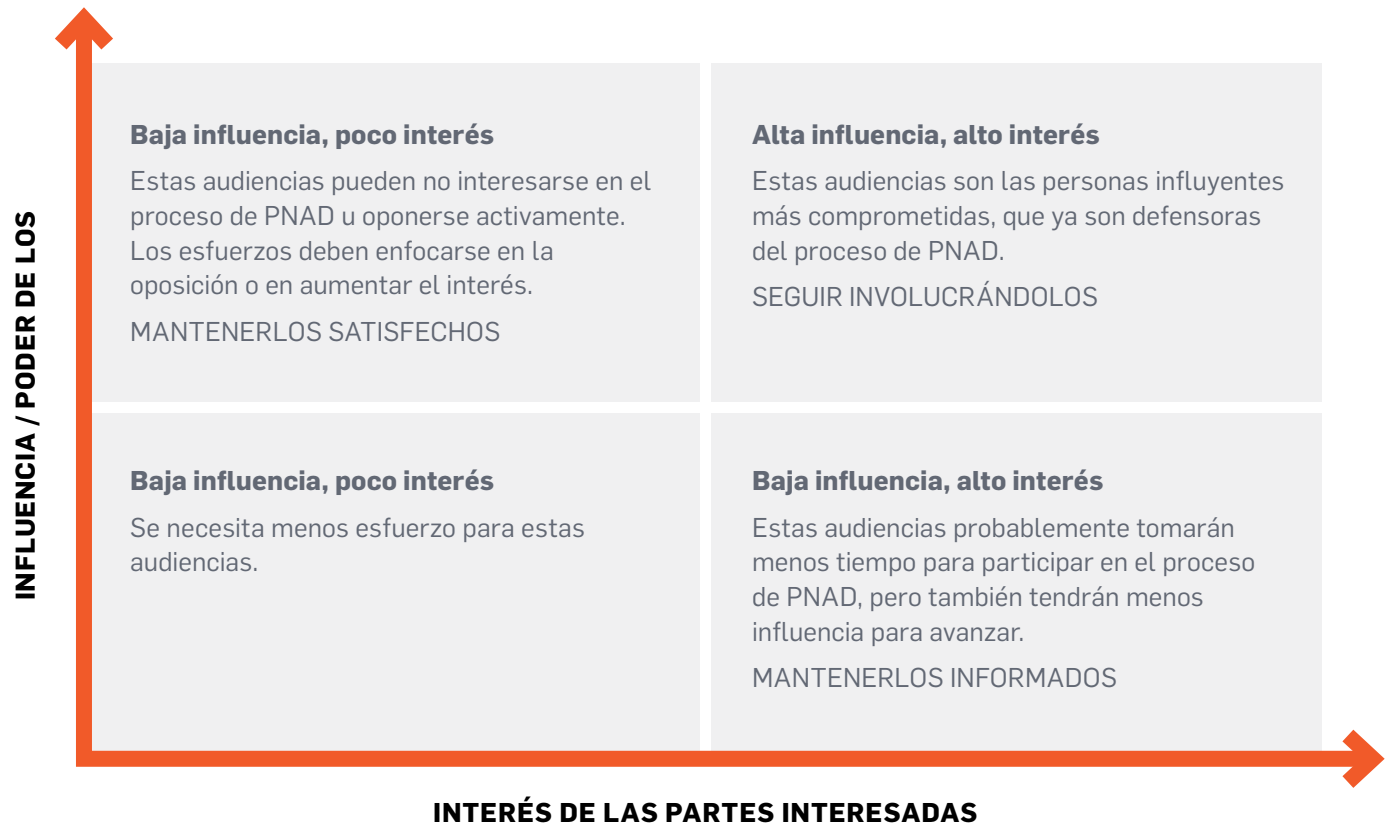 INFLUENCIA / PODER DE LOS
Baja influencia, poco interés
Estas audiencias pueden no interesarse en el
proceso de PNAD u oponerse activamente.
Los esfuerzos deben enfocarse en la
oposición o en aumentar el interés.
MANTENERLOS SATISFECHOS
Alta influencia, alto interés
Estas audiencias son las personas influyentes
más comprometidas, que ya son defensoras
del proceso de PNAD.
SEGUIR INVOLUCRÁNDOLOS
Baja influencia, poco interés
Se necesita menos esfuerzo para estas
audiencias.
Baja influencia, alto interés
Estas audiencias probablemente tomarán
menos tiempo para participar en el proceso
de PNAD, pero también tendrán menos
influencia para avanzar.
MANTENERLOS INFORMADOS
INTERÉS DE LAS PARTES INTERESADAS